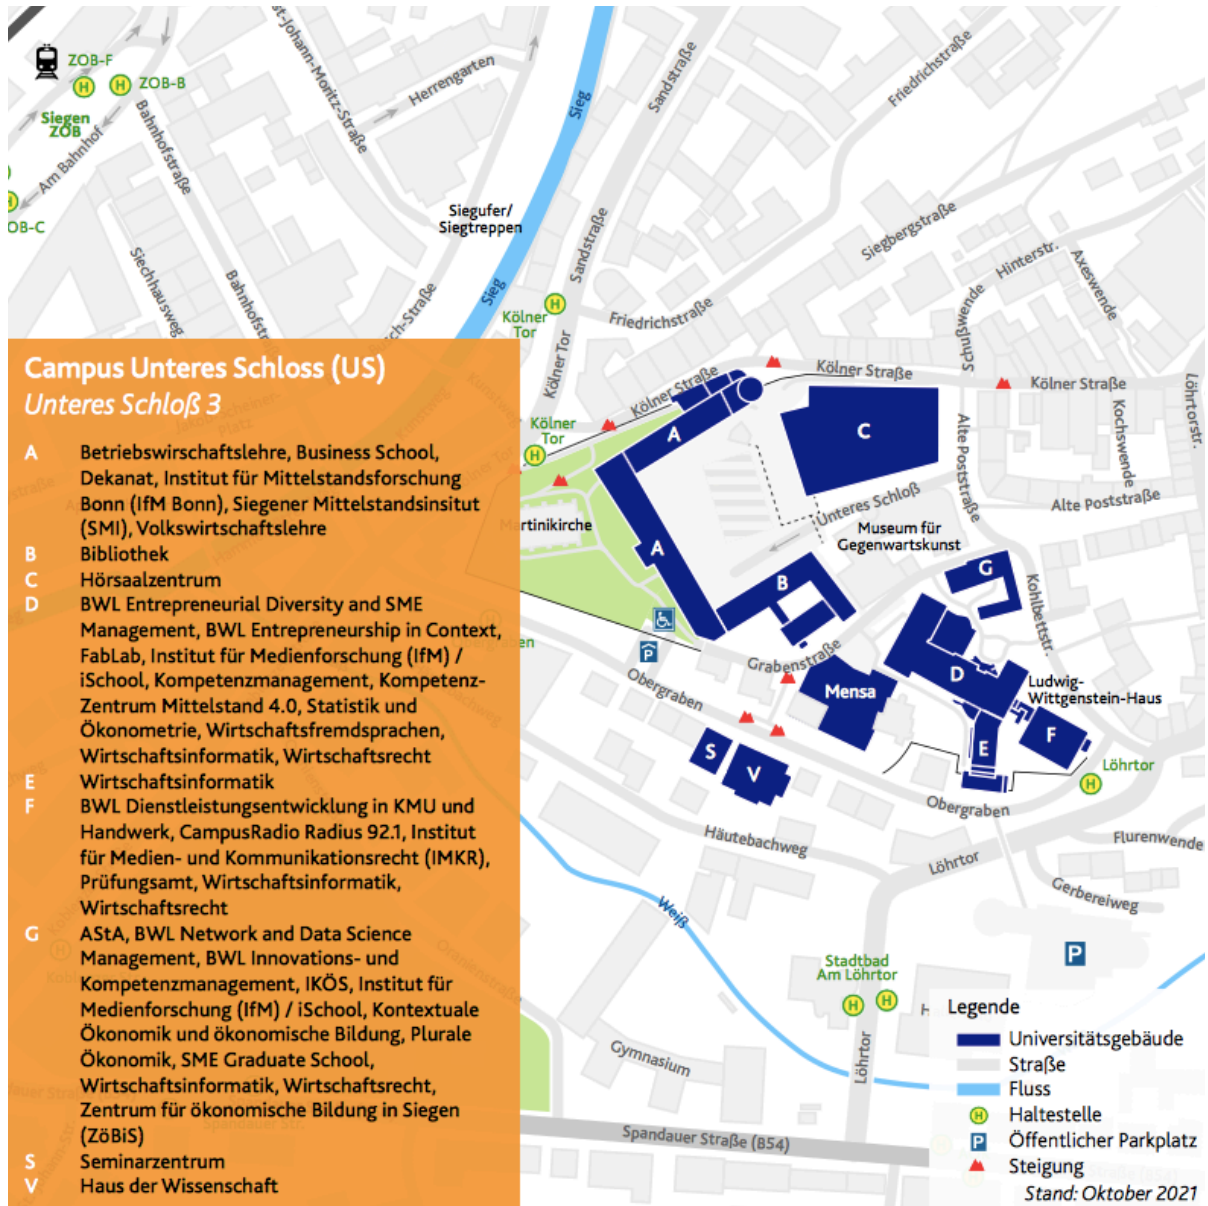 ZOB-F
ZOB-B
Siegen
ZOB
Am Bahnhof
Bahnhofstraße
Herrengarten
Sieg
Sandstraße
Friedrichstraße
Siegufer/
Siegtreppen
Siechhausweg
Sandstraße
Siegbergstraße
Hinterstr.
Axeswende
Sieg
Kölner
Tor
Friedrichstraße
Kölner Tor
Kölner Straße
Kölner Straße
Kölner Straße
Löhrtorstr.
Kochswende
Kölner
Tor
Alte Poststraße
Alte Poststraße
Unteres Schloß
Museum für
Gegenwartskunst
Martinikirche
A
A
B
C
G
Kohlbettstr.
Grabenstraße
Obergraben
Mensa
D
Ludwig-
Wittgenstein-Haus
E
F
S
V
Löhrtor
Obergraben
Häutebachweg
Löhrtor
Flurenwende
Gerbereiweg
Weiß
P
Stadtbad
Am Löhrtor
Löhrtor
Gymnasium
Spandauer Straße (B54)
Campus Unteres Schloss (US)
Unteres Schloß 3
A Betriebswirschaftslehre, Business School,
Dekanat, Institut für Mittelstandsforschung
Bonn (IfM Bonn), Siegener Mittelstandsinsitut
(SMI), Volkswirtschaftslehre
B Bibliothek
C Hörsaalzentrum
D BWL Entrepreneurial Diversity and SME
Management, BWL Entrepreneurship in Context,
FabLab, Institut für Medienforschung (IfM) /
iSchool, Kompetenzmanagement, Kompetenz-
Zentrum Mittelstand 4.0, Statistik und
Ökonometrie, Wirtschaftsfremdsprachen,
Wirtschaftsinformatik, Wirtschaftsrecht
E Wirtschaftsinformatik
F BWL Dienstleistungsentwicklung in KMU und
Handwerk, CampusRadio Radius 92.1, Institut
für Medien- und Kommunikationsrecht (IMKR),
Prüfungsamt, Wirtschaftsinformatik,
Wirtschaftsrecht
G AStA, BWL Network and Data Science
Management, BWL Innovations- und
Kompetenzmanagement, IKÖS, Institut für
Medienforschung (IfM) / iSchool, Kontextuale
Ökonomik und ökonomische Bildung, Plurale
Ökonomik, SME Graduate School,
Wirtschaftsinformatik, Wirtschaftsrecht,
Zentrum für ökonomische Bildung in Siegen
(ZöBiS)
S Seminarzentrum
V Haus der Wissenschaft
Legende
Universitätsgebäude
Straße
Fluss
H Haltestelle
P Öffentlicher Parkplatz
Steigung
Stand: Oktober 2021